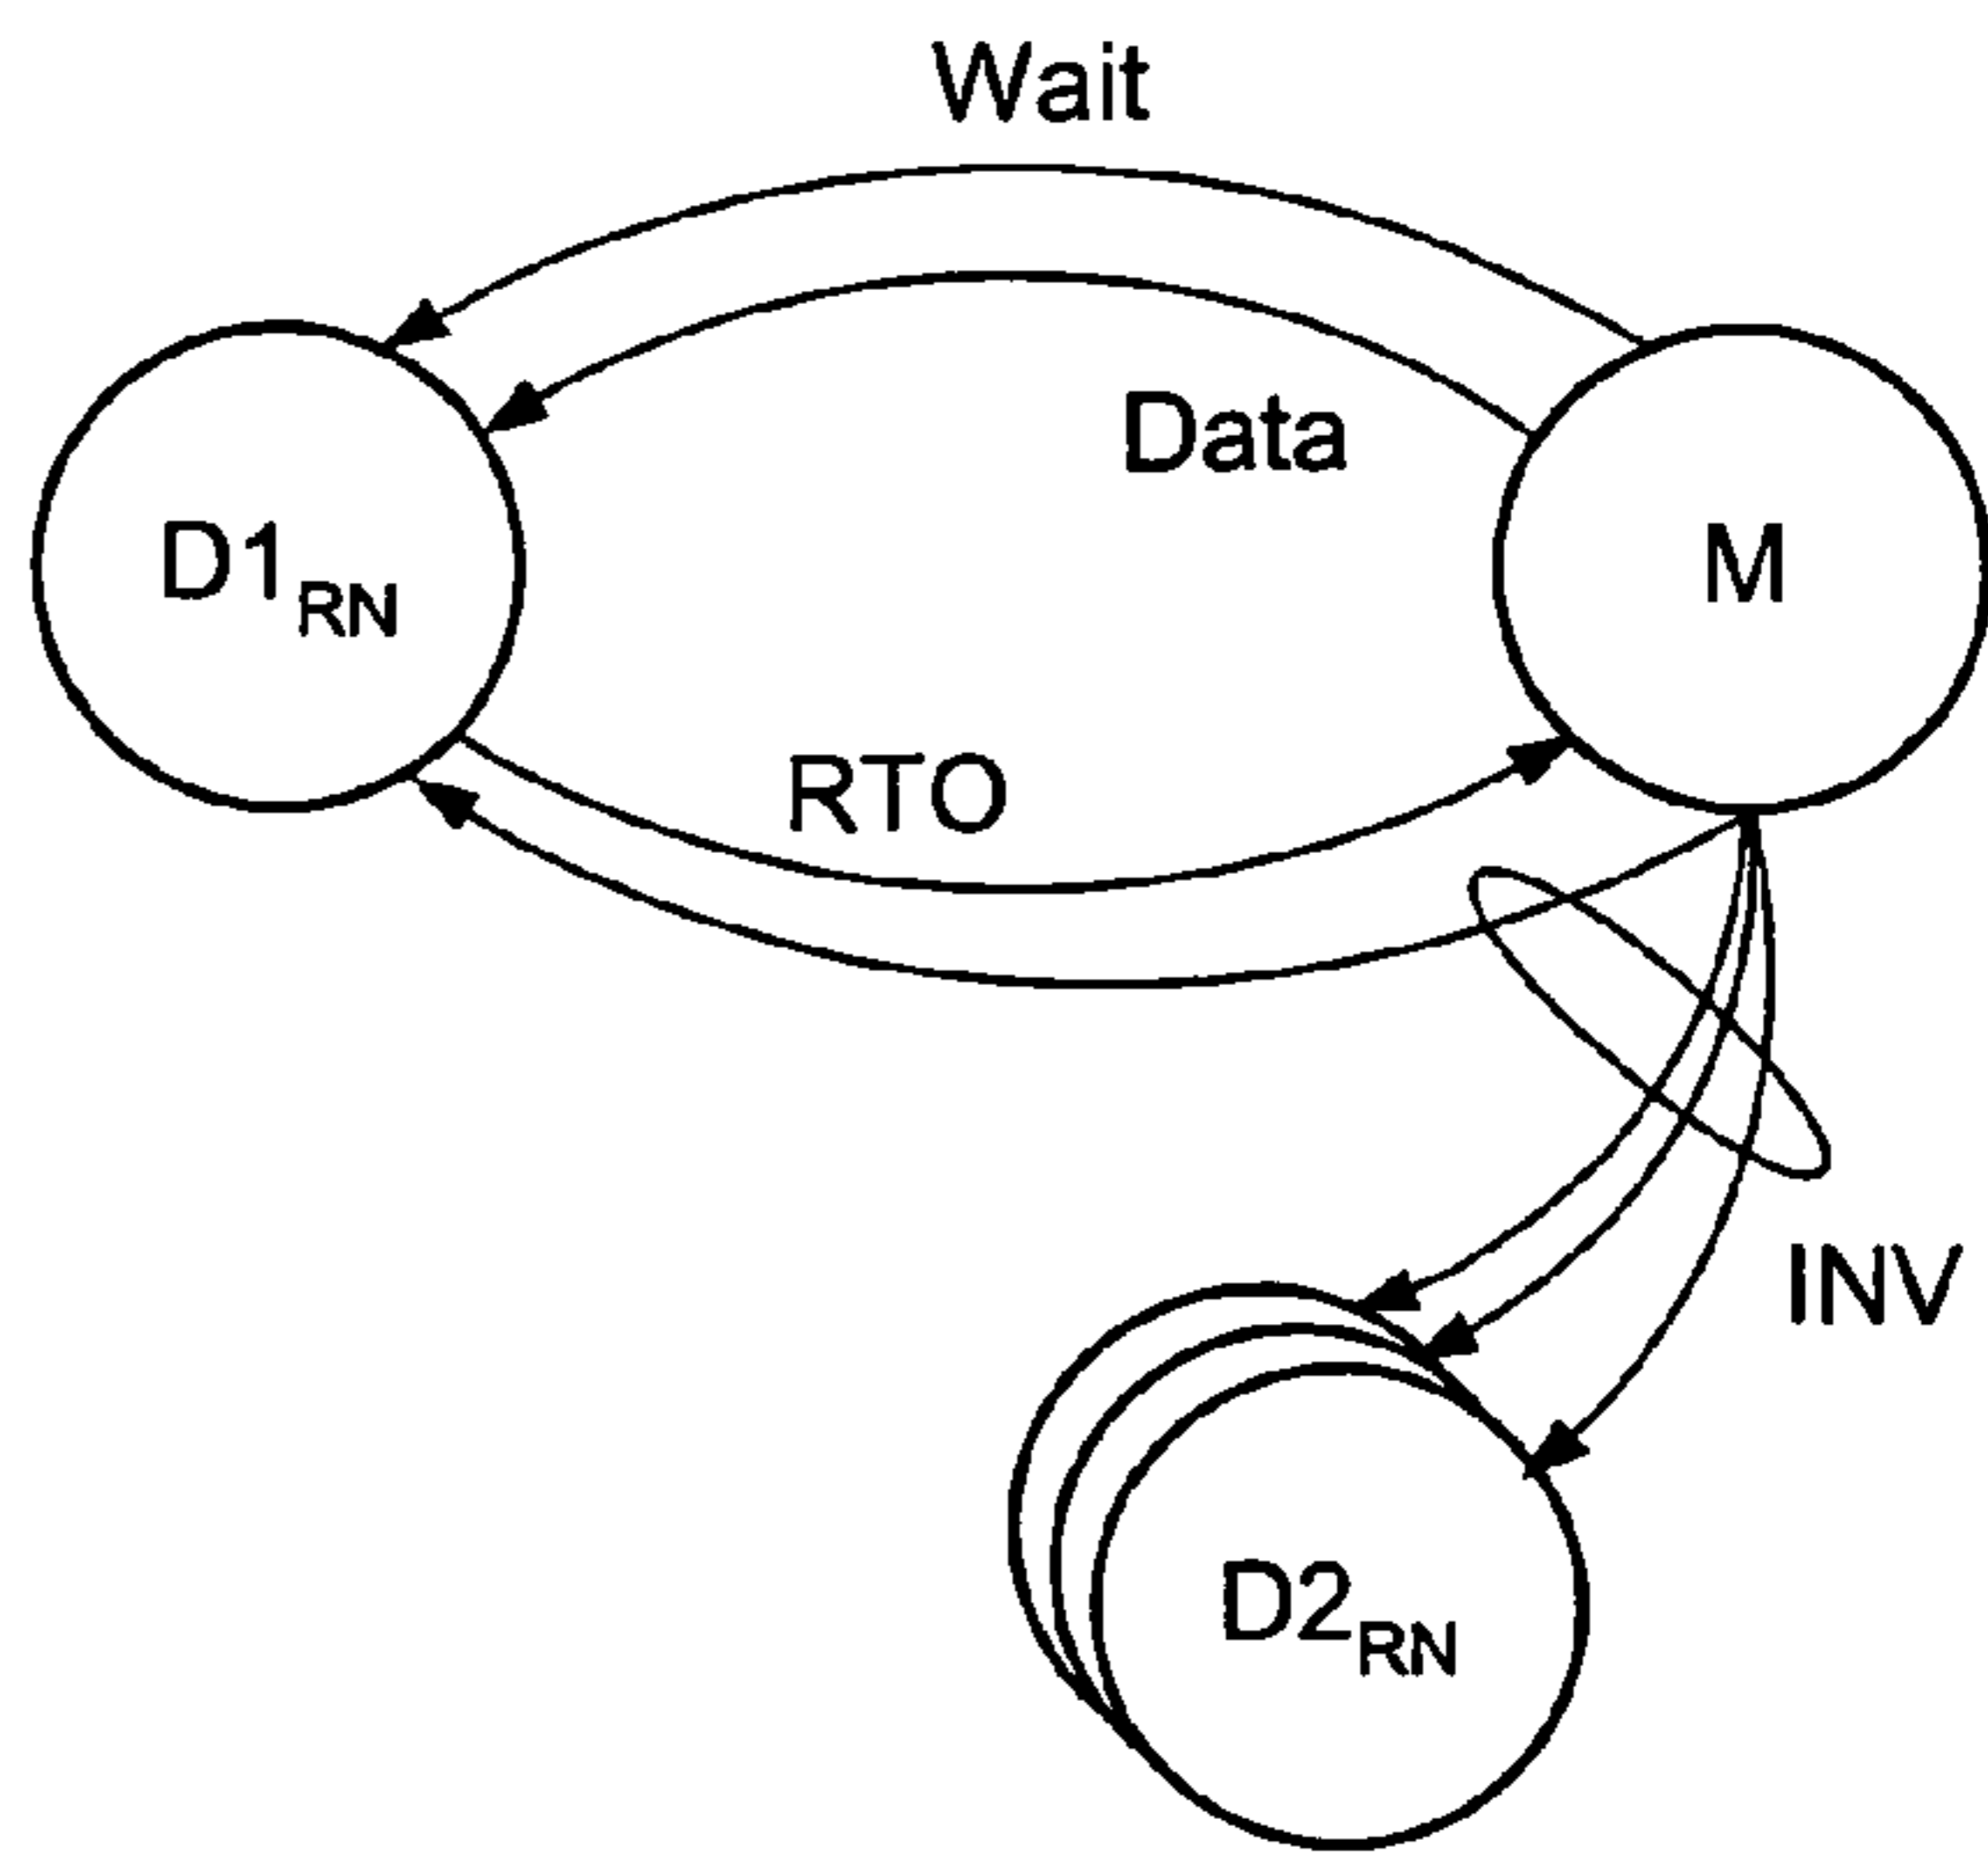 Wait
Data
D1RN
M
RTO
INV
D2RN